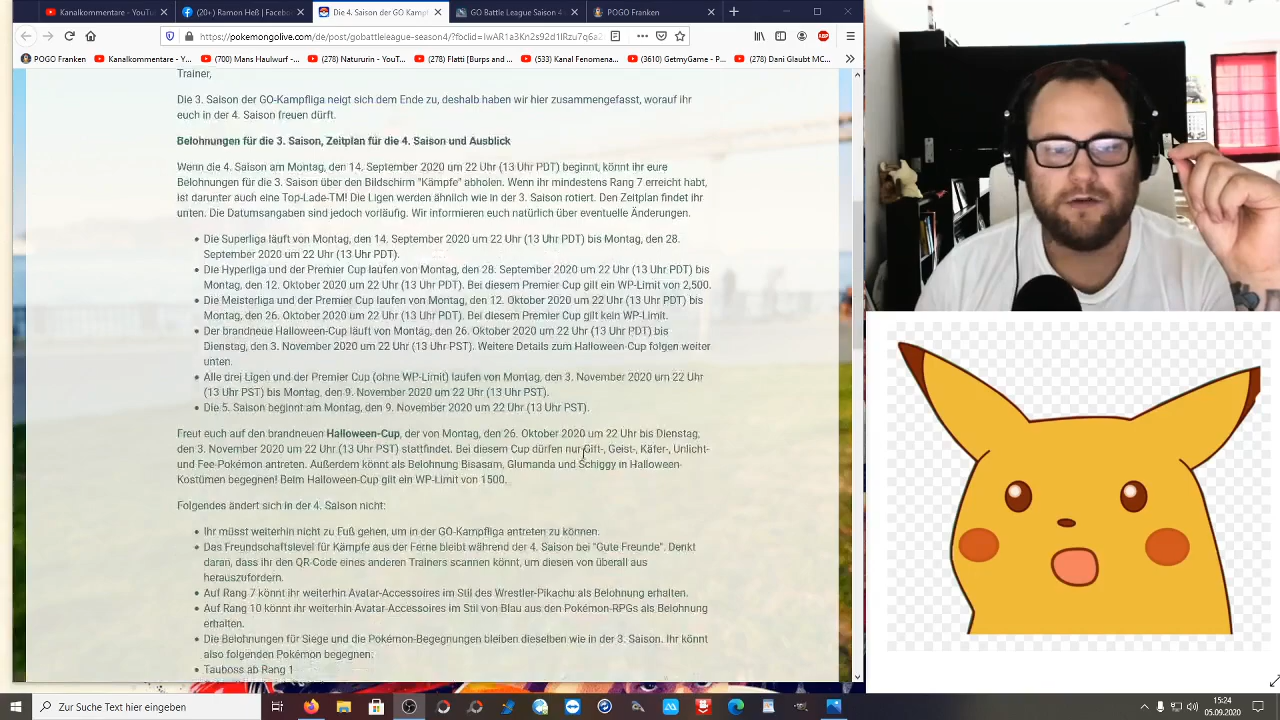 Kanalkommentare - YouTube
(20+) Ramon Heß | Facebook
Die 4. Saison der GO Kampf
GO Battle League Saison 4
POGO Franken
https://pokemongolive.com/de/post/gobattleleague-season4/?fbclid=IwAR1a3Kn2s92d1lRzu7q6a2
POGO Franken
Kanalkommentare - Y...
(700) Mans Haulwurf - ...
(278) Natururin - YouT...
(278) Flatti [Burps and ...
(533) Kanal Fenomena...
(3610) GetmyGame - P...
(278) Dani Glaubt MC...
Trainer,
Die 3. Saison der GO-Kampfliga neigt sich dem Ende zu, deshalb haben wir hier zusammengefasst, worauf ihr
euch in der 4. Saison freuen dürft.
Belohnungen für die 3. Saison, Zeitplan für die 4. Saison und Ausblick
Wenn die 4. Saison am Montag, den 14. September 2020 um 22 Uhr (13 Uhr PDT) beginnt, könnt ihr eure
Belohnungen für die 3. Saison über den Bildschirm "Kämpfe" abholen. Wenn ihr mindestens Rang 7 erreicht habt,
ist darunter auch eine Top-Lade-TM! Die Ligen werden ähnlich wie in der 3. Saison rotiert. Den Zeitplan findet ihr
unten. Die Datumsangaben sind jedoch vorläufig. Wir informieren euch natürlich über eventuelle Änderungen.
Die Superliga läuft von Montag, den 14. September 2020 um 22 Uhr (13 Uhr PDT) bis Montag, den 28.
September 2020 um 22 Uhr (13 Uhr PDT).
Die Hyperliga und der Premier Cup laufen von Montag, den 28. September um 22 Uhr (13 Uhr PDT) bis
Montag, den 12. Oktober 2020 um 22 Uhr (13 Uhr PDT). Bei diesem Premier Cup gilt ein WP-Limit von 2,500.
Die Meisterliga und der Premier Cup laufen von Montag, den 12. Oktober um 22 Uhr (13 Uhr PDT) bis
Montag, den 26. Oktober 2020 um 22 Uhr (13 Uhr PDT). Bei diesem Premier Cup gilt kein WP-Limit.
Der brandneue Halloween-Cup läuft von Montag, den 26. Oktober um 22 Uhr (13 Uhr PDT) bis
Dienstag, den 3. November 2020 um 22 Uhr (13 Uhr PST). Weitere Details zum Halloween-Cup folgen weiter
unten.
Alle drei Ligen und der Premier Cup (ohne WP-Limit) laufen von Montag, den 3. November 2020 um 22 Uhr
(13 Uhr PST) bis Montag, den 9. November 2020 um 22 Uhr (13 Uhr PST).
Die 5. Saison beginnt am Montag, den 9. November 2020 um 22 Uhr (13 Uhr PST).
Freut euch auf den brandneuen Halloween-Cup, der von Montag, den 26. Oktober 2020 um 22 Uhr bis Dienstag,
den 3. November 2020 um 22 Uhr (13 Uhr PST) stattfindet. Bei diesem Cup dürfen nur Gift-, Geist-, Käfer-, Unlicht-
und Fee-Pokémon antreten. Außerdem könnt als Belohnung Bisasam, Glumanda und Schiggy in Halloween-
Kostümen begegnen! Beim Halloween-Cup gilt ein WP-Limit von 1500.
Folgendes ändert sich in der 4. Saison nicht:
Ihr müsst weiterhin nicht zu Fuß gehen, um in der GO-Kampfliga antreten zu können.
Das Freundschaftslevel für Kämpfe aus der Ferne bleibt während der 4. Saison bei "Gute Freunde". Denkt
daran, dass ihr den QR-Code eines anderen Trainers scannen könnt, um diesen von überall aus
herauszufordern.
Auf Rang 7 könnt ihr weiterhin Avatar-Accessoires im Stil des Wrestler-Pikachu als Belohnung erhalten.
Auf Rang 10 könnt ihr weiterhin Avatar-Accessoires im Stil von Blau aus den Pokémon-RPGs als Belohnung
erhalten.
Die Belohnungen für Siege und die Pokémon-Begegnungen bleiben dieselben wie in der 3. Saison. Ihr könnt
also folgenden Pokémon begegnen:
Tauboss ab Rang 1
Zur Suche Text hier eingeben
15:24
05.09.2020